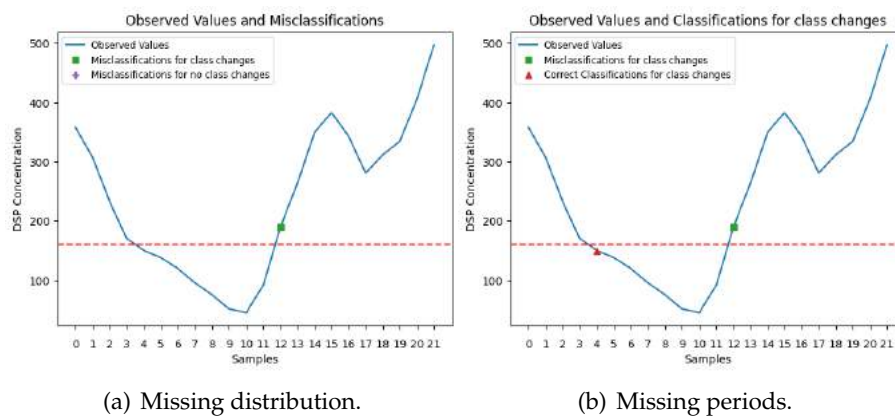 Observed Values and Misclassifications
Observed Values
Misclassifications for class changes
Misclassifications for no class changes
DSP Concentration
500
400
300
200
100
0 1 2 3 4 5 6 7 8 9 10 11 12 13 14 15 16 17 18 19 20 21
Samples
(a) Missing distribution.
Observed Values and Classifications for class changes
Observed Values
Misclassifications for class changes
Correct Classifications for class changes
DSP Concentration
500
400
300
200
100
0 1 2 3 4 5 6 7 8 9 10 11 12 13 14 15 16 17 18 19 20 21
Samples
(b) Missing periods.